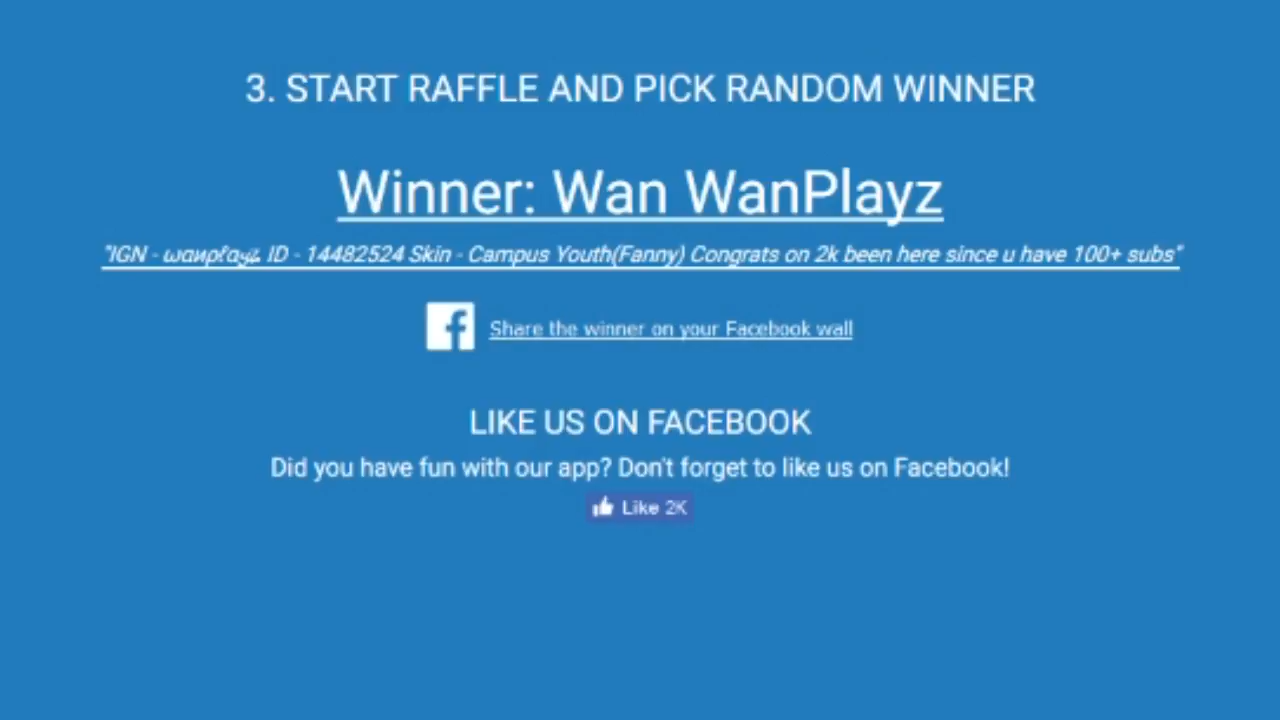 3. START RAFFLE AND PICK RANDOM WINNER
Winner: Wan WanPlayz
"IGN - ωαηρℓαყʑ ID - 14482524 Skin - Campus Youth(Fanny) Congrats on 2k been here since u have 100+ subs"
Share the winner on your Facebook wall
LIKE US ON FACEBOOK
Did you have fun with our app? Don't forget to like us on Facebook!
Like 2K